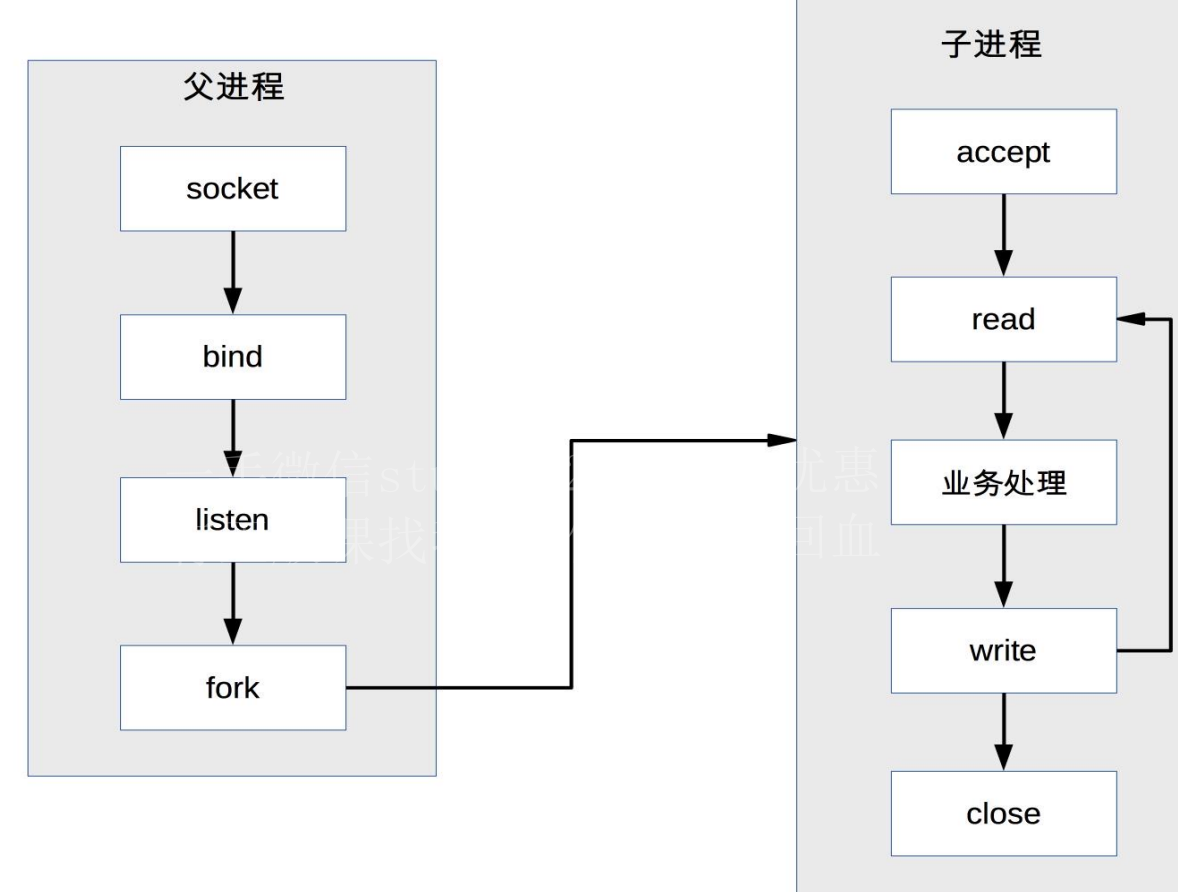 父进程
socket
bind
listen
fork
子进程
accept
read
业务处理
write
close